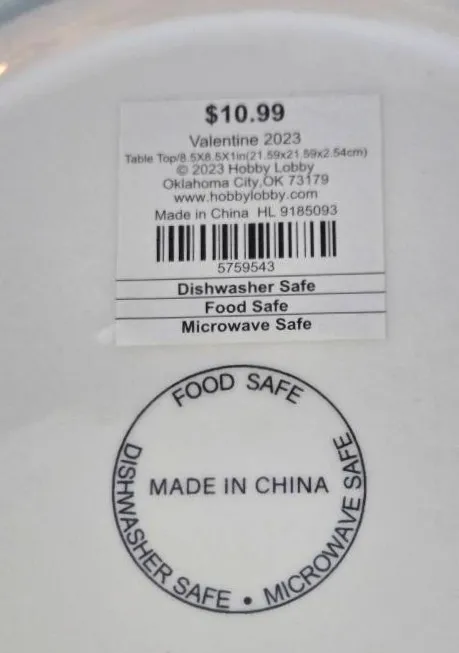 $10.99
Valentine 2023
Table Top/8.5X8.5X1in(21.59x21.59x2.54cm)
© 2023 Hobby Lobby
Oklahoma City,OK 73179
www.hobbylobby.com
Made in China HL 9185093
5759543
Dishwasher Safe
Food Safe
Microwave Safe
FOOD SAFE
MADE IN CHINA
DISHWASHER SAFE • MICROWAVE SAFE